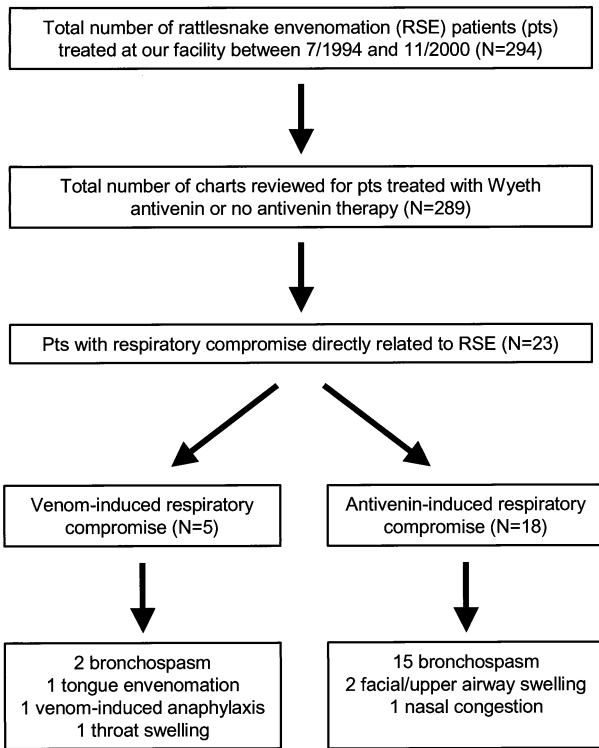 Total number of rattlesnake envenomation (RSE) patients (pts)
treated at our facility between 7/1994 and 11/2000 (N=294)
Total number of charts reviewed for pts treated with Wyeth
antivenin or no antivenin therapy (N=289)
Pts with respiratory compromise directly related to RSE (N=23)
Venom-induced respiratory
compromise (N=5)
Antivenin-induced respiratory
compromise (N=18)
2 bronchospasm
1 tongue envenomation
1 venom-induced anaphylaxis
1 throat swelling
15 bronchospasm
2 facial/upper airway swelling
1 nasal congestion